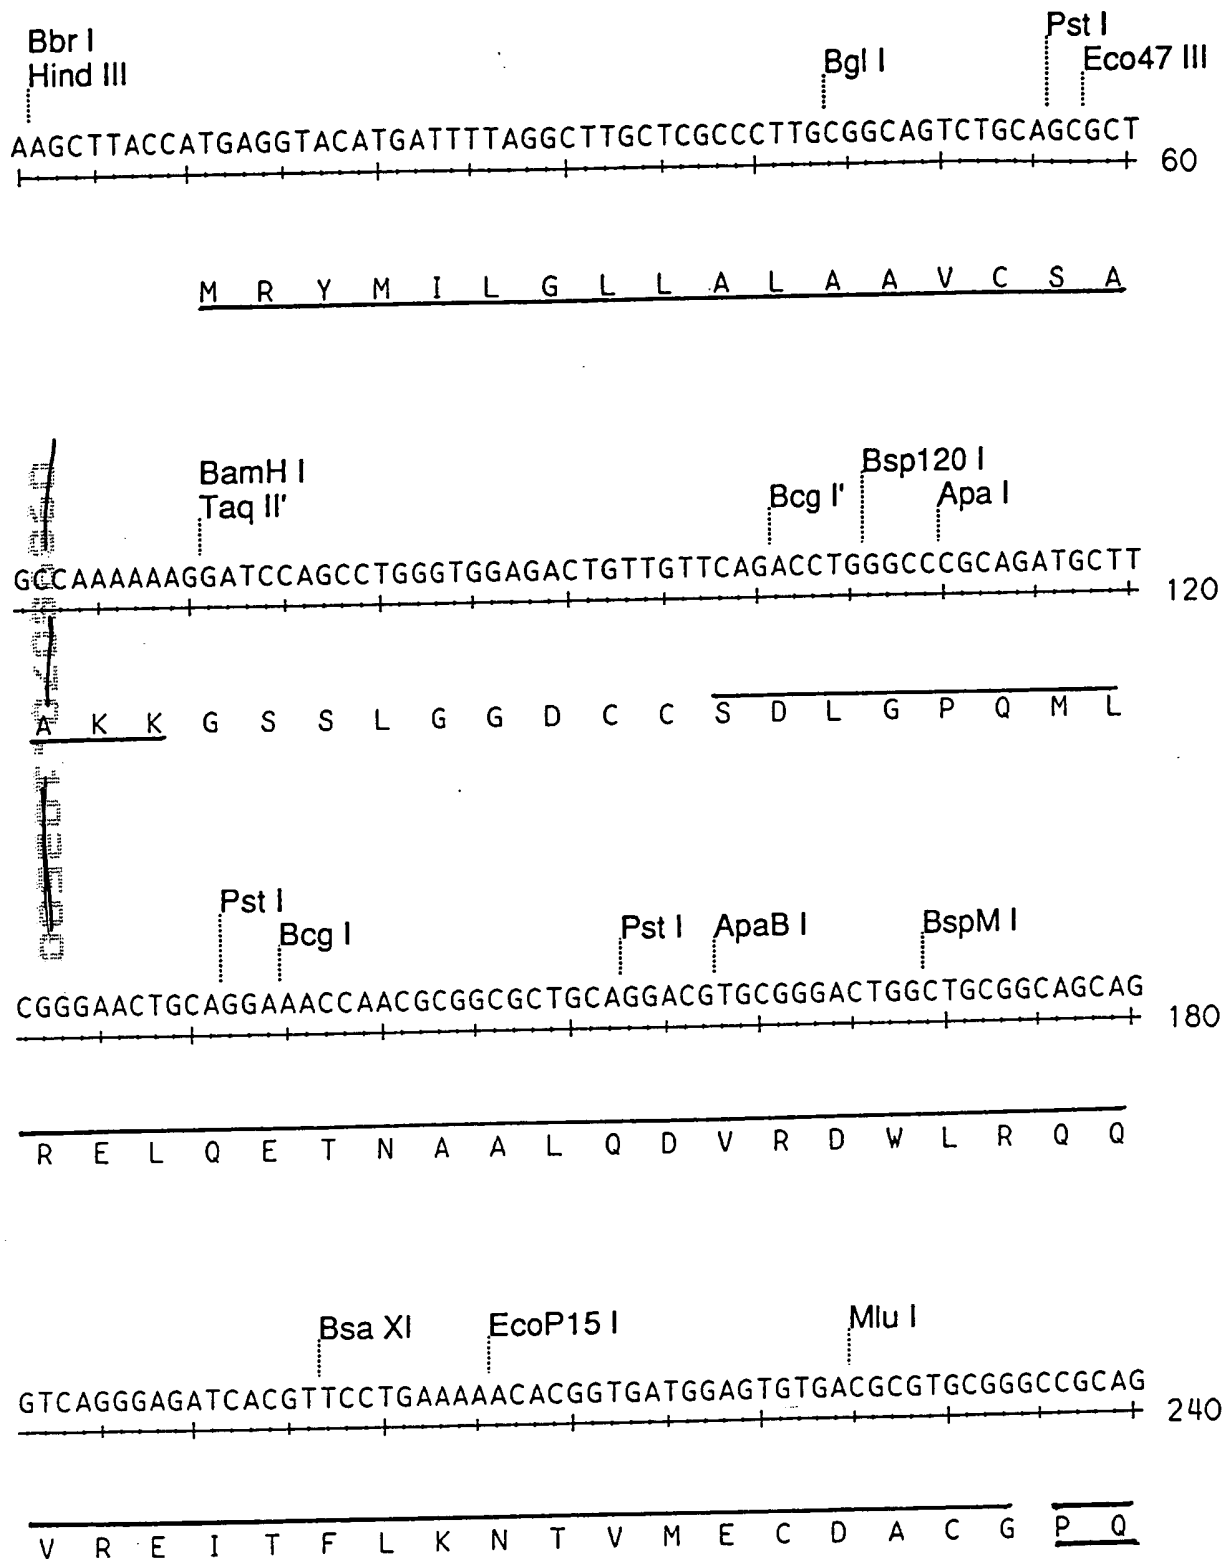 Pst I
Bbr I
Bgl I
Eco47 III
Hind III
AAGCTTACCATGAGGTACATGATTTTAGGCTTGCTCGCCCTTGCGGCAGTCTGCAGCGCT
60
M R Y M I L G L L A L A A V C S A
Bsp120 I
BamH I
Bcg I'
Apa I
Taq II'
GCCAAAAAAGGATCCAGCCTGGGTGGAGACTGTTGTTCAGACCTGGGCCCGCAGATGCTT
120
A K K G S S L G G D C C S D L G P Q M L
Pst I
Bcg I
Pst I
ApaB I
BspM I
CGGGAACTGCAGGAAACCAACGCGGCGCTGCAGGACGTGCGGGACTGGCTGCGGCAGCAG
180
R E L Q E T N A A L Q D V R D W L R Q Q
Bsa XI
EcoP15 I
Mlu I
GTCAGGGAGATCACGTTCCTGAAAAACACGGTGATGGAGTGTGACGCGTGCGGGCCGCAG
240
V R E I T F L K N T V M E C D A C G P Q